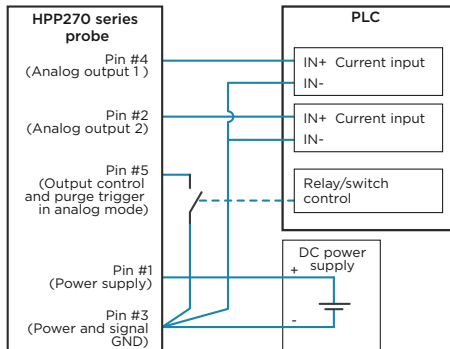 HPP270 series
probe
PLC
Pin #4
(Analog output 1 )
IN+ Current input
IN-
Pin #2
(Analog output 2)
IN+ Current input
IN-
Pin #5
(Output control
and purge trigger
in analog mode)
Relay/switch
control
DC power
supply
Pin #1
(Power supply)
+
Pin #3
(Power and signal
GND)
-